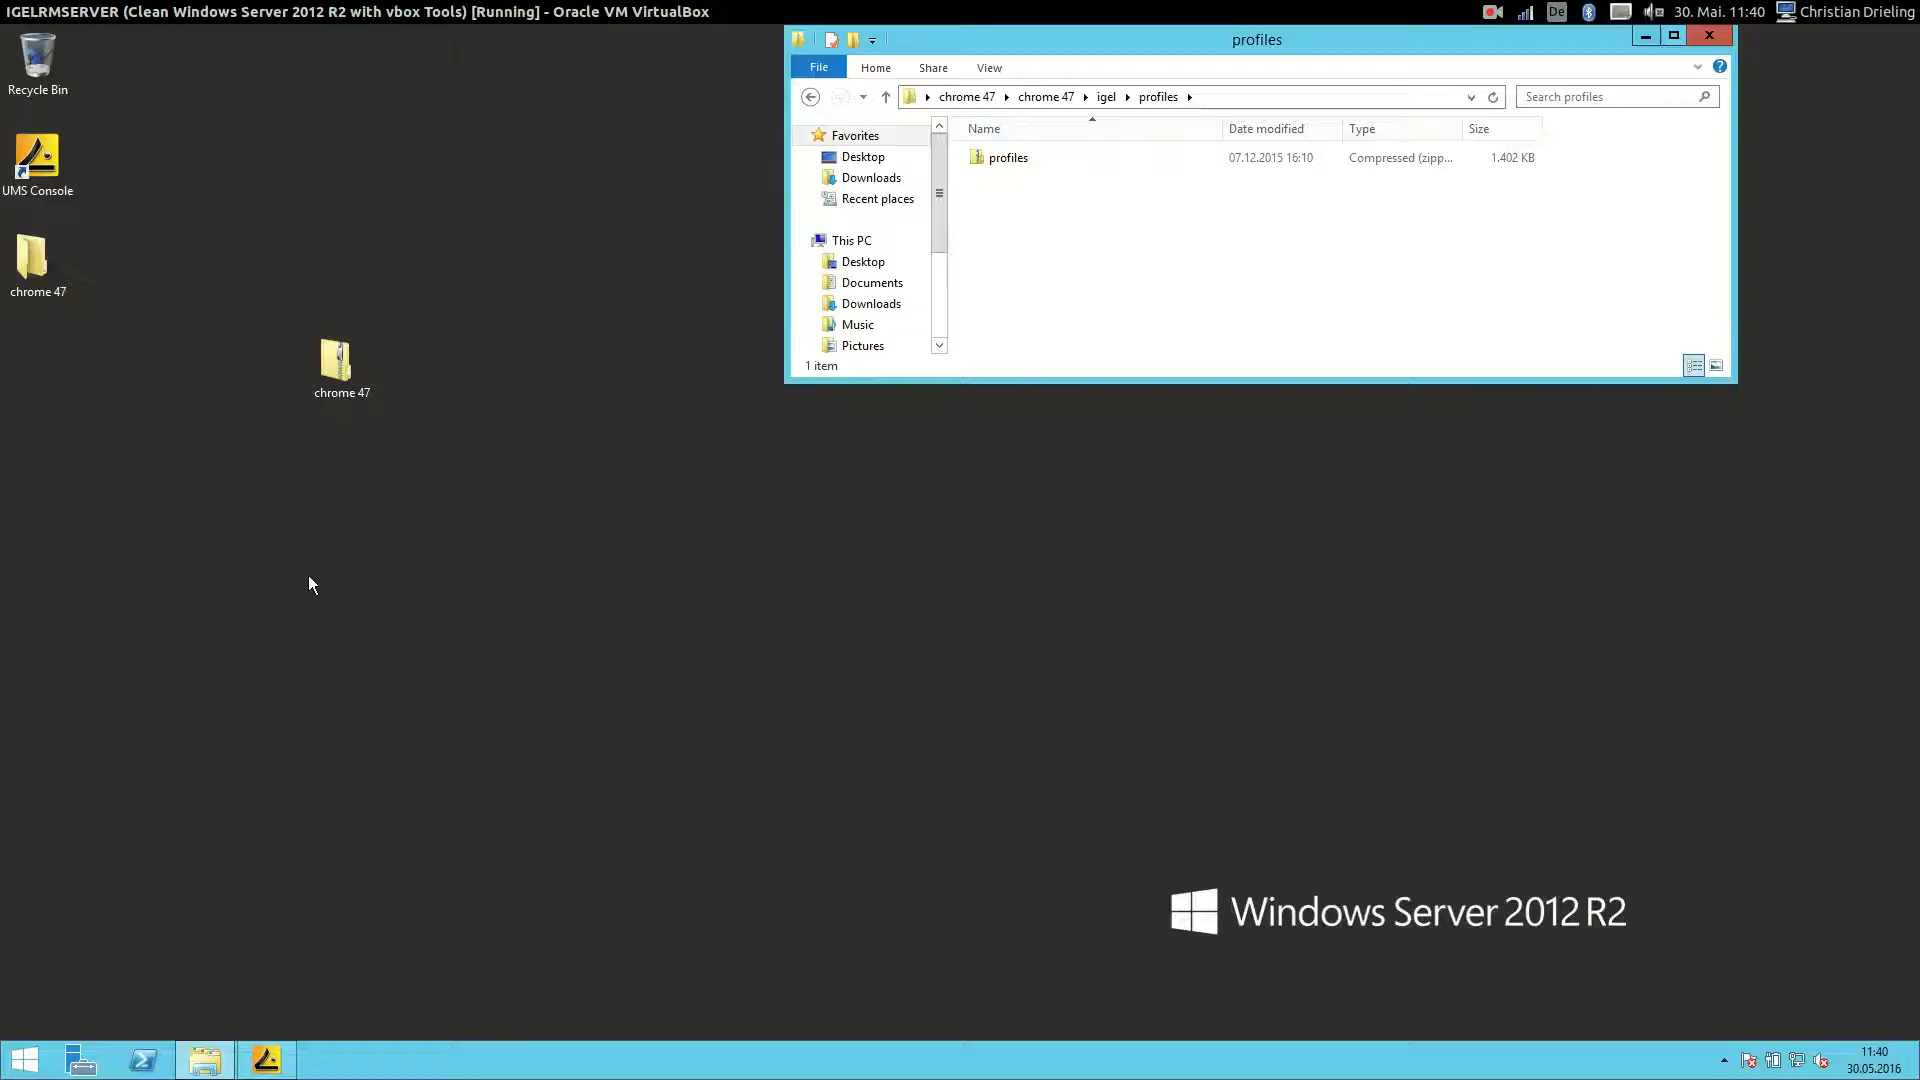 IGELRMSERVER (Clean Windows Server 2012 R2 with vbox Tools) [Running] - Oracle VM VirtualBox
De
30. Mai. 11:40
Christian Drieling
Recycle Bin
UMS Console
chrome 47
chrome 47
profiles
File
Home
Share
View
chrome 47
chrome 47
igel
profiles
Search profiles
Name
Date modified
Type
Size
profiles
07.12.2015 16:10
Compressed (zipp...
1.402 KB
Favorites
Desktop
Downloads
Recent places
This PC
Desktop
Documents
Downloads
Music
Pictures
1 item
Windows Server 2012 R2
11:40
30.05.2016